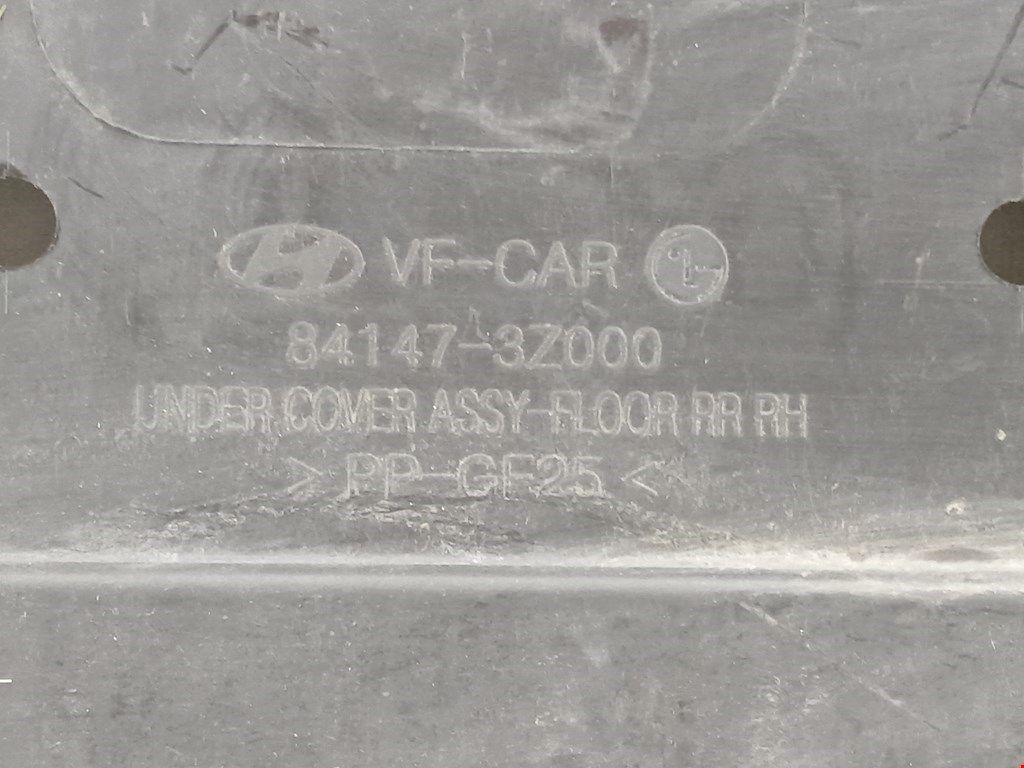 VF-CAR
84147-3Z000
UNDER COVER ASSY-FLOOR RR RH
> PP-GF25 <